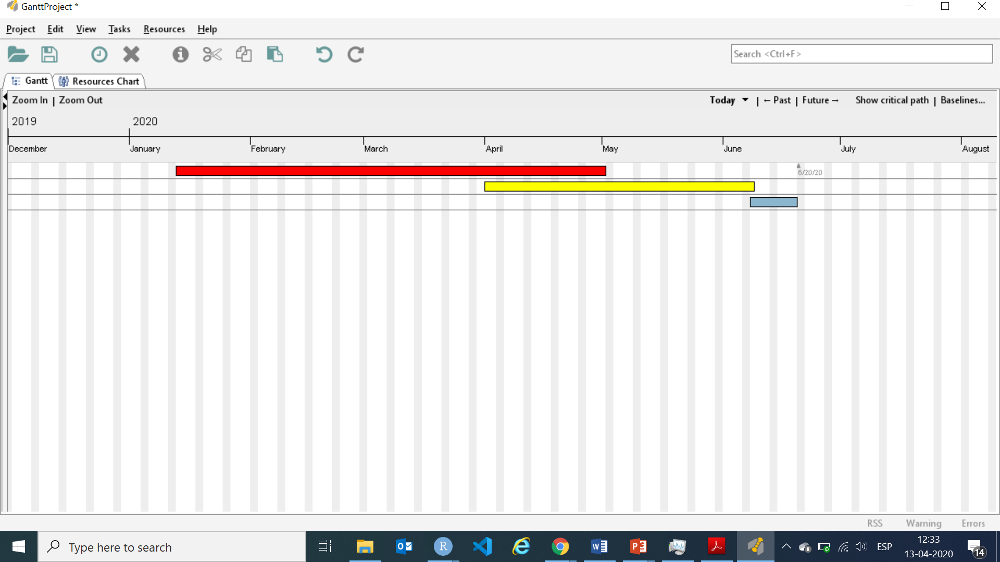 GanttProject *
Project Edit View Tasks Resources Help
Search <Ctrl+F>
Gantt Resources Chart
Zoom In | Zoom Out Today | ← Past | Future → Show critical path | Baselines...
2019 2020
December January February March April May June July August
6/20/20
RSS Warning Errors
Type here to search
ESP
12:33
13-04-2020
14